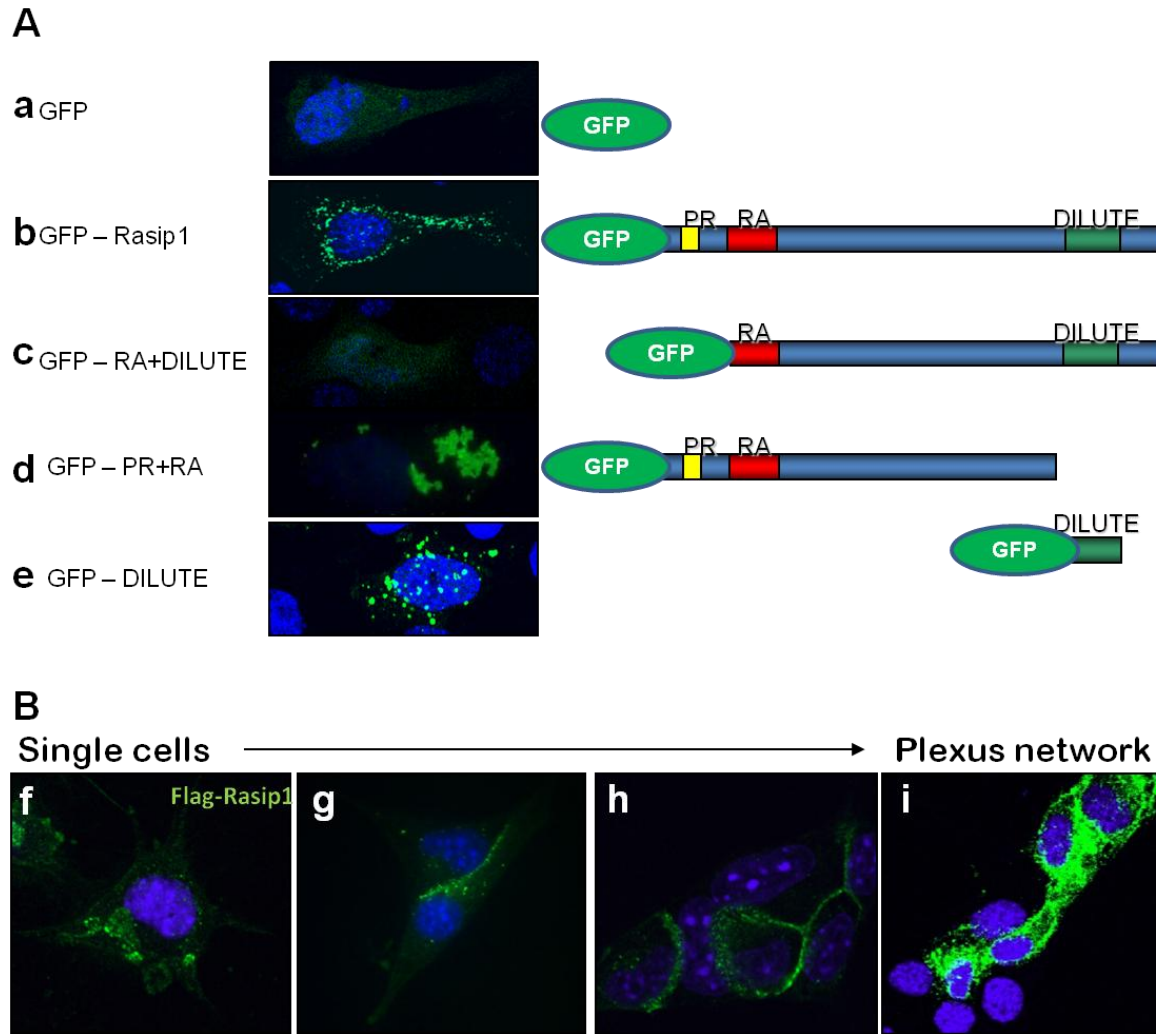 A
a GFP
GFP
b GFP – Rasip1
GFP
PR
RA
DILUTE
c GFP – RA+DILUTE
GFP
RA
DILUTE
d GFP – PR+RA
GFP
PR
RA
e GFP – DILUTE
GFP
DILUTE
B
Single cells
Plexus network
f
Flag-Rasip1
g
h
i